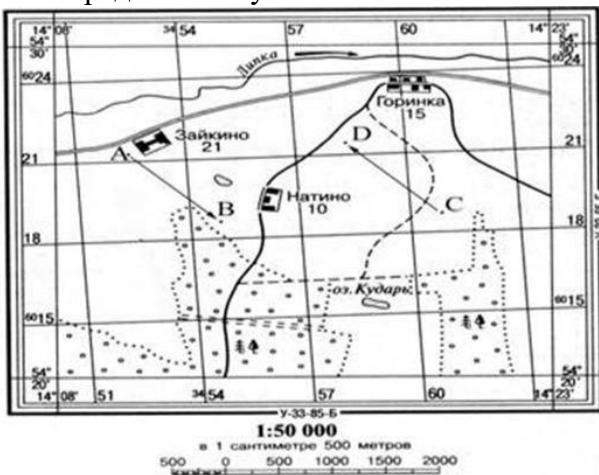 14° 08' 34 54 57 60 14° 23'
54° 30' 54° 30'
60 24 Липка 60 24
Горинка
15
Зайкино
21
A D
21 21
Натино
10
B C
18 18
оз. Кударь
60 15 60 15
54° 20' 54° 20'
14° 08' 51 34 54 57 60 14° 23'
У-33-85-Б
1:50 000
в 1 сантиметре 500 метров
500 0 500 1000 1500 2000